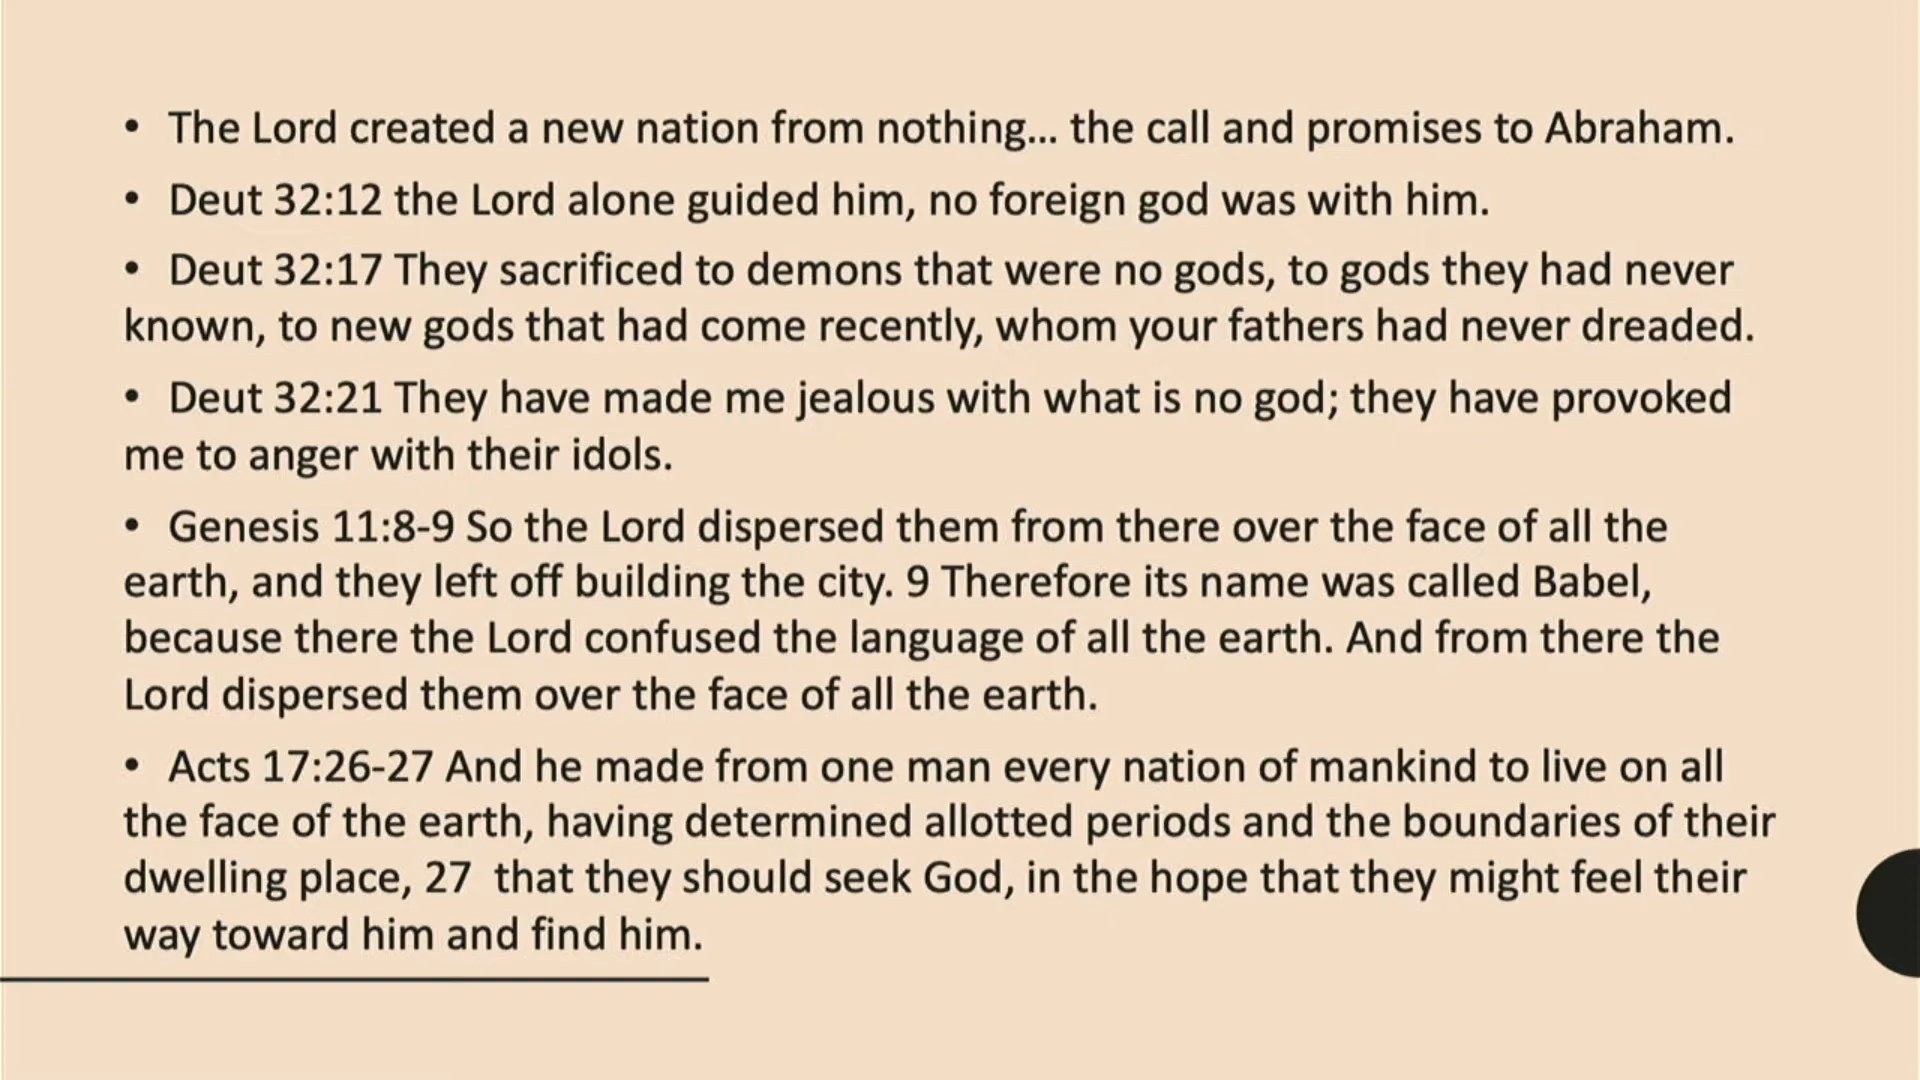 • The Lord created a new nation from nothing... the call and promises to Abraham.
• Deut 32:12 the Lord alone guided him, no foreign god was with him.
• Deut 32:17 They sacrificed to demons that were no gods, to gods they had never
known, to new gods that had come recently, whom your fathers had never dreaded.
• Deut 32:21 They have made me jealous with what is no god; they have provoked
me to anger with their idols.
• Genesis 11:8-9 So the Lord dispersed them from there over the face of all the
earth, and they left off building the city. 9 Therefore its name was called Babel,
because there the Lord confused the language of all the earth. And from there the
Lord dispersed them over the face of all the earth.
• Acts 17:26-27 And he made from one man every nation of mankind to live on all
the face of the earth, having determined allotted periods and the boundaries of their
dwelling place, 27  that they should seek God, in the hope that they might feel their
way toward him and find him.